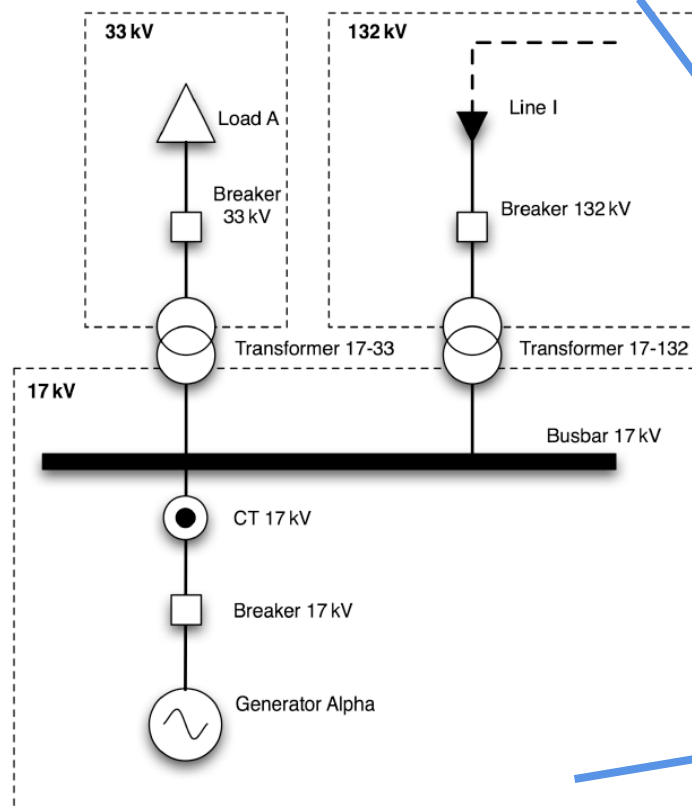 33 kV
132 kV
Load A
Line I
Breaker
33 kV
Breaker 132 kV
Transformer 17-33
Transformer 17-132
17 kV
Busbar 17 kV
CT 17 kV
Breaker 17 kV
Generator Alpha